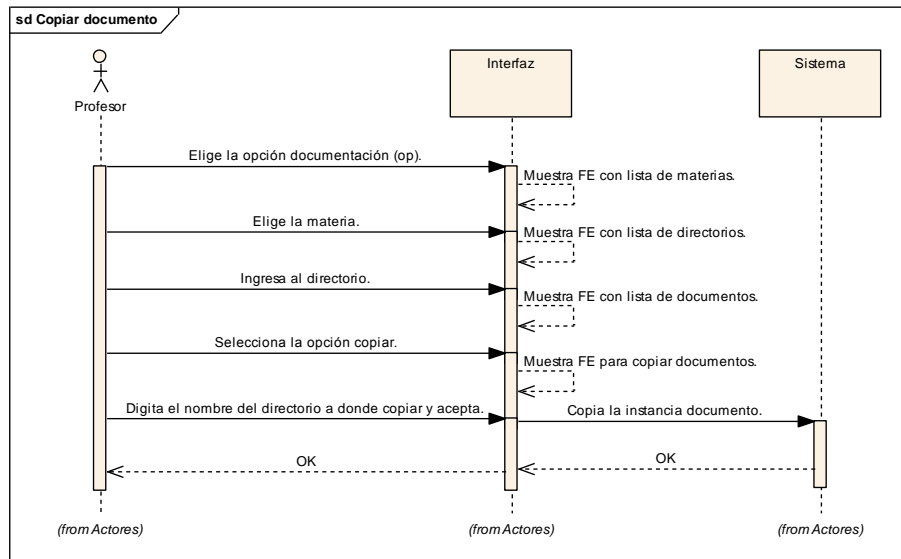 sd Copiar documento
Profesor
Interfaz
Sistema
Elige la opción documentación (op).
Muestra FE con lista de materias.
Elige la materia.
Muestra FE con lista de directorios.
Ingresa al directorio.
Muestra FE con lista de documentos.
Selecciona la opción copiar.
Muestra FE para copiar documentos.
Digita el nombre del directorio a donde copiar y acepta.
Copia la instancia documento.
OK
OK
(from Actores)
(from Actores)
(from Actores)